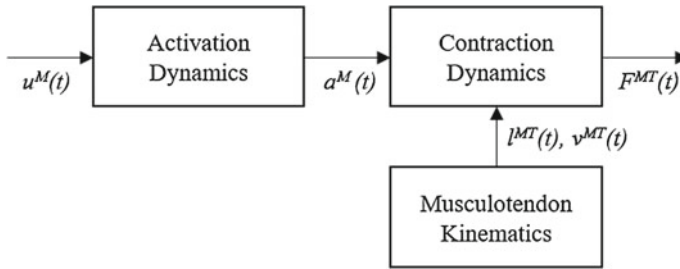 Activation
Dynamics
Contraction
Dynamics
u^M(t)
a^M(t)
F^MT(t)
l^MT(t), v^MT(t)
Musculotendon
Kinematics